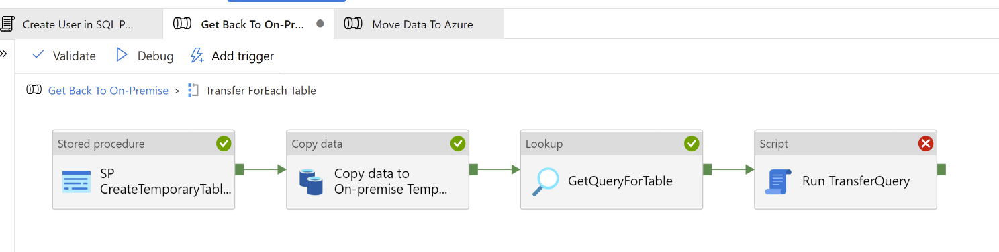 Create User in SQL P...
Get Back To On-Pr...
Move Data To Azure
Validate
Debug
Add trigger
Get Back To On-Premise > Transfer ForEach Table
Stored procedure
SP
CreateTemporaryTabl...
Copy data
Copy data to
On-premise Temp...
Lookup
GetQueryForTable
Script
Run TransferQuery